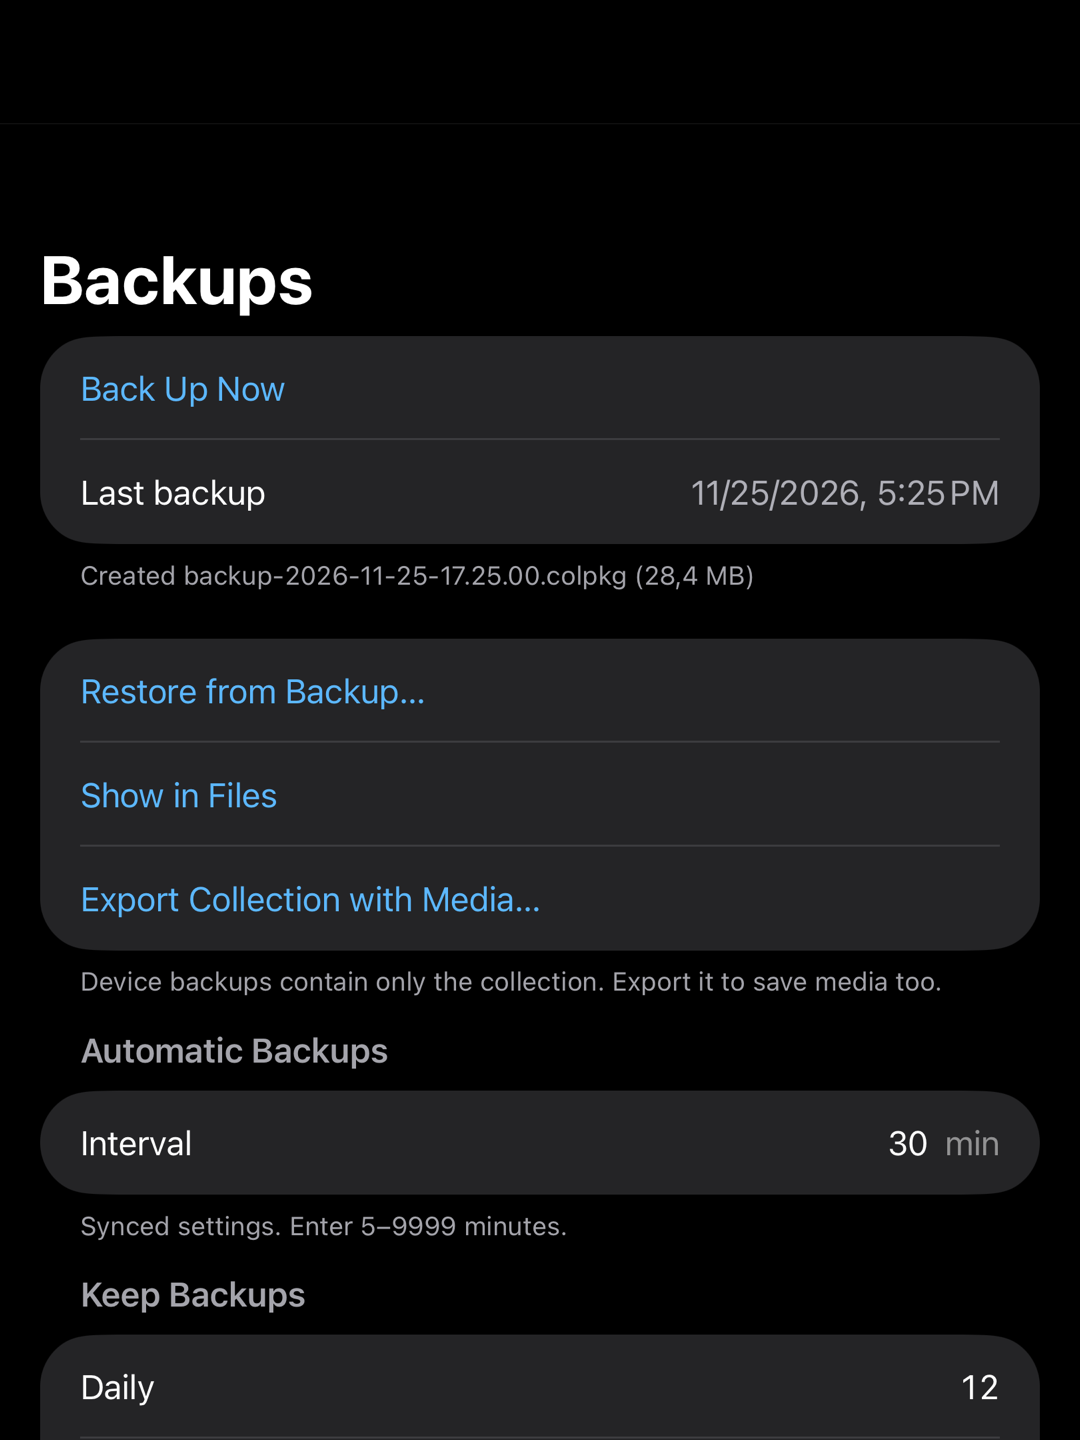 Backups
Back Up Now
Last backup 11/25/2026, 5:25 PM
Created backup-2026-11-25-17.25.00.colpkg (28,4 MB)
Restore from Backup...
Show in Files
Export Collection with Media...
Device backups contain only the collection. Export it to save media too.
Automatic Backups
Interval 30 min
Synced settings. Enter 5–9999 minutes.
Keep Backups
Daily 12